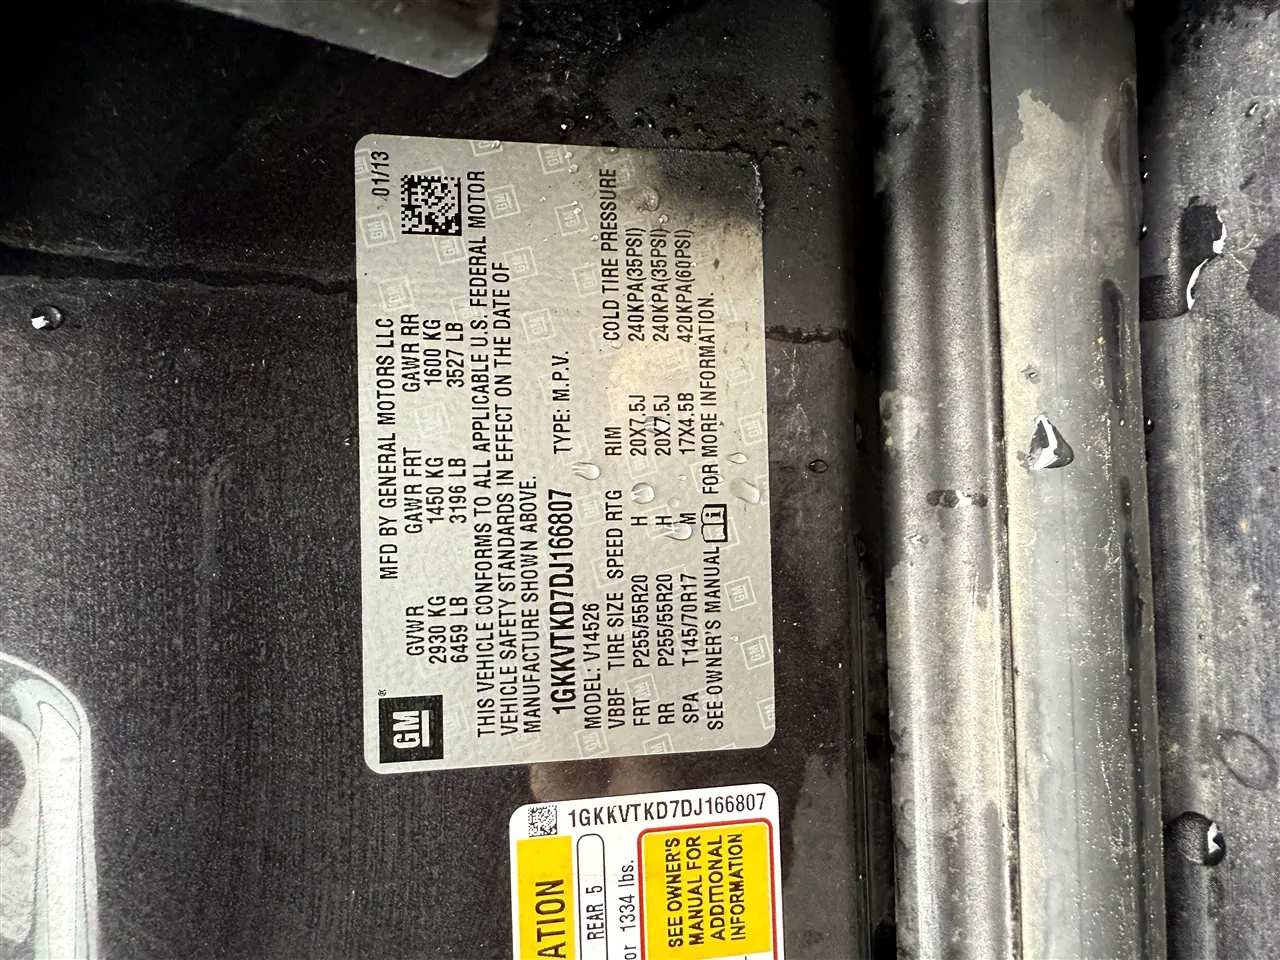 GM
®
MFD BY GENERAL MOTORS LLC 01/13
GVWR GAWR FRT GAWR RR
2930 KG 1450 KG 1600 KG
6459 LB 3196 LB 3527 LB
THIS VEHICLE CONFORMS TO ALL APPLICABLE U.S. FEDERAL MOTOR
VEHICLE SAFETY STANDARDS IN EFFECT ON THE DATE OF
MANUFACTURE SHOWN ABOVE.
1GKKVTKD7DJ166807 TYPE: M.P.V.
MODEL: V14526
VBBF TIRE SIZE SPEED RTG RIM COLD TIRE PRESSURE
FRT P255/55R20 H 20X7.5J 240KPA(35PSI)
RR P255/55R20 H 20X7.5J 240KPA(35PSI)
SPA T145/70R17 M 17X4.5B 420KPA(60PSI)
SEE OWNER'S MANUAL FOR MORE INFORMATION.
1GKKVTKD7DJ166807
ATION
REAR 5
or 1334 lbs.
SEE OWNER'S
MANUAL FOR
ADDITIONAL
INFORMATION